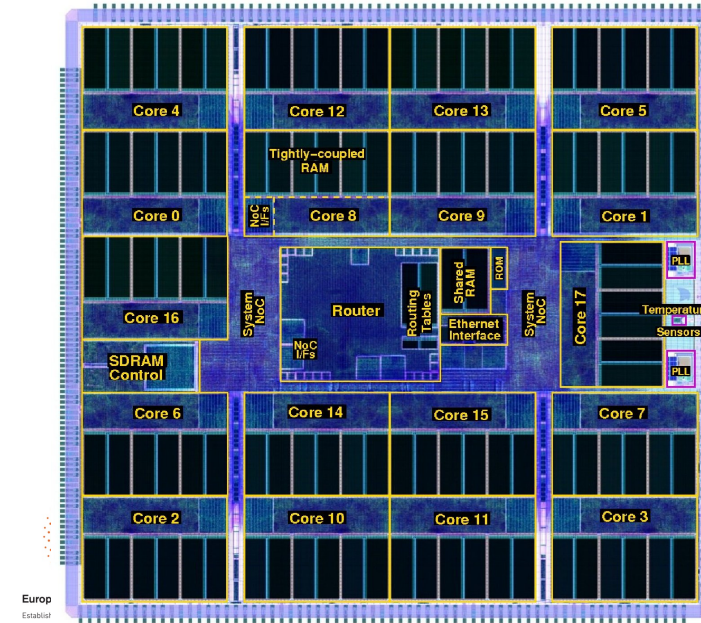 Core 4
Core 12
Core 13
Core 5
Tightly-coupled
RAM
Core 0
NoC
I/Fs
Core 8
Core 9
Core 1
Core 16
System
NoC
Router
NoC
I/Fs
Routing
Tables
Shared
RAM
ROM
Ethernet
Interface
System
NoC
Core 17
PLL
Temperatur
Sensors
PLL
SDRAM
Control
Core 6
Core 14
Core 15
Core 7
Core 2
Core 10
Core 11
Core 3
Europ
Establis